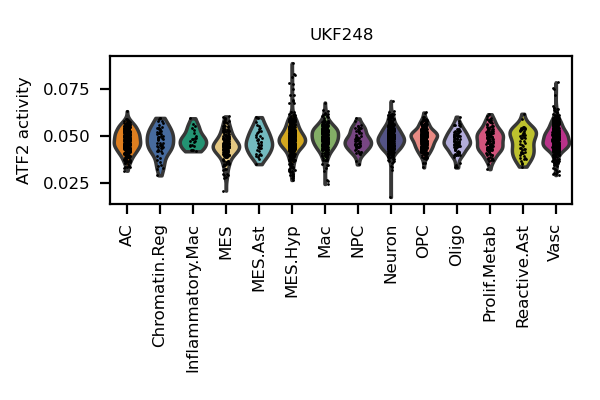 UKF248
ATF2 activity
0.075
0.050
0.025
AC
Chromatin.Reg
Inflammatory.Mac
MES
MES.Ast
MES.Hyp
Mac
NPC
Neuron
OPC
Oligo
Prolif.Metab
Reactive.Ast
Vasc